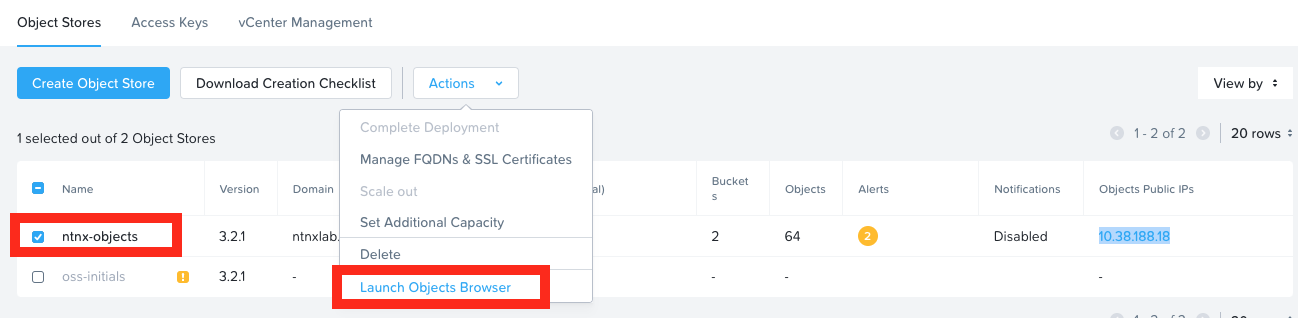 Object Stores Access Keys vCenter Management
Create Object Store Download Creation Checklist Actions View by
1 selected out of 2 Object Stores
1 - 2 of 2 20 rows
Complete Deployment
Manage FQDNs & SSL Certificates
Scale out
Set Additional Capacity
Delete
Launch Objects Browser
Name Version Domain al) Bucket
s Objects Alerts Notifications Objects Public IPs
ntnx-objects 3.2.1 ntnxlab. 2 64 2 Disabled 10.38.188.18
oss-initials ! 3.2.1 - - - - -